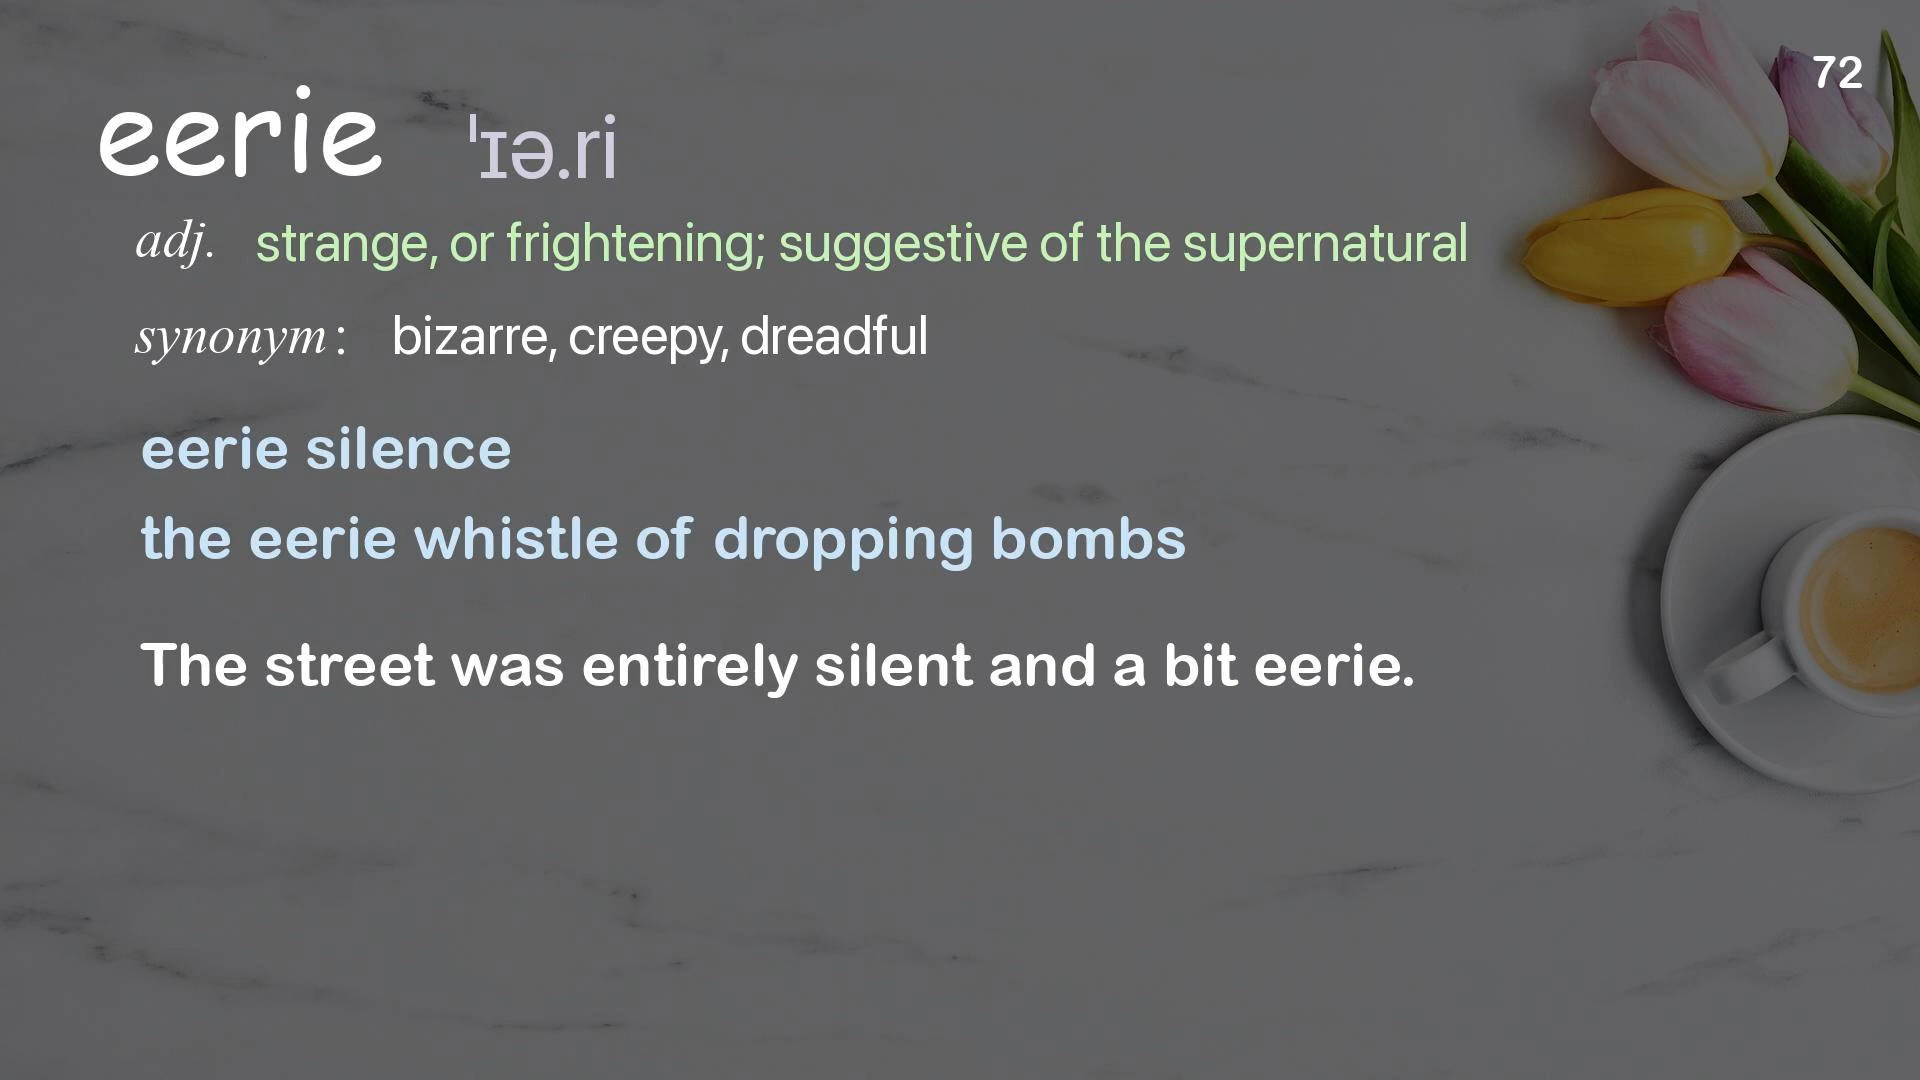 72
eerie ˈɪə.ri
adj. strange, or frightening; suggestive of the supernatural
synonym: bizarre, creepy, dreadful
eerie silence
the eerie whistle of dropping bombs
The street was entirely silent and a bit eerie.